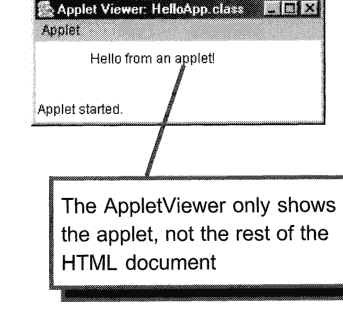 Applet Viewer: HelloApp.class
Applet
Hello from an applet!
Applet started.
The AppletViewer only shows
the applet, not the rest of the
HTML document